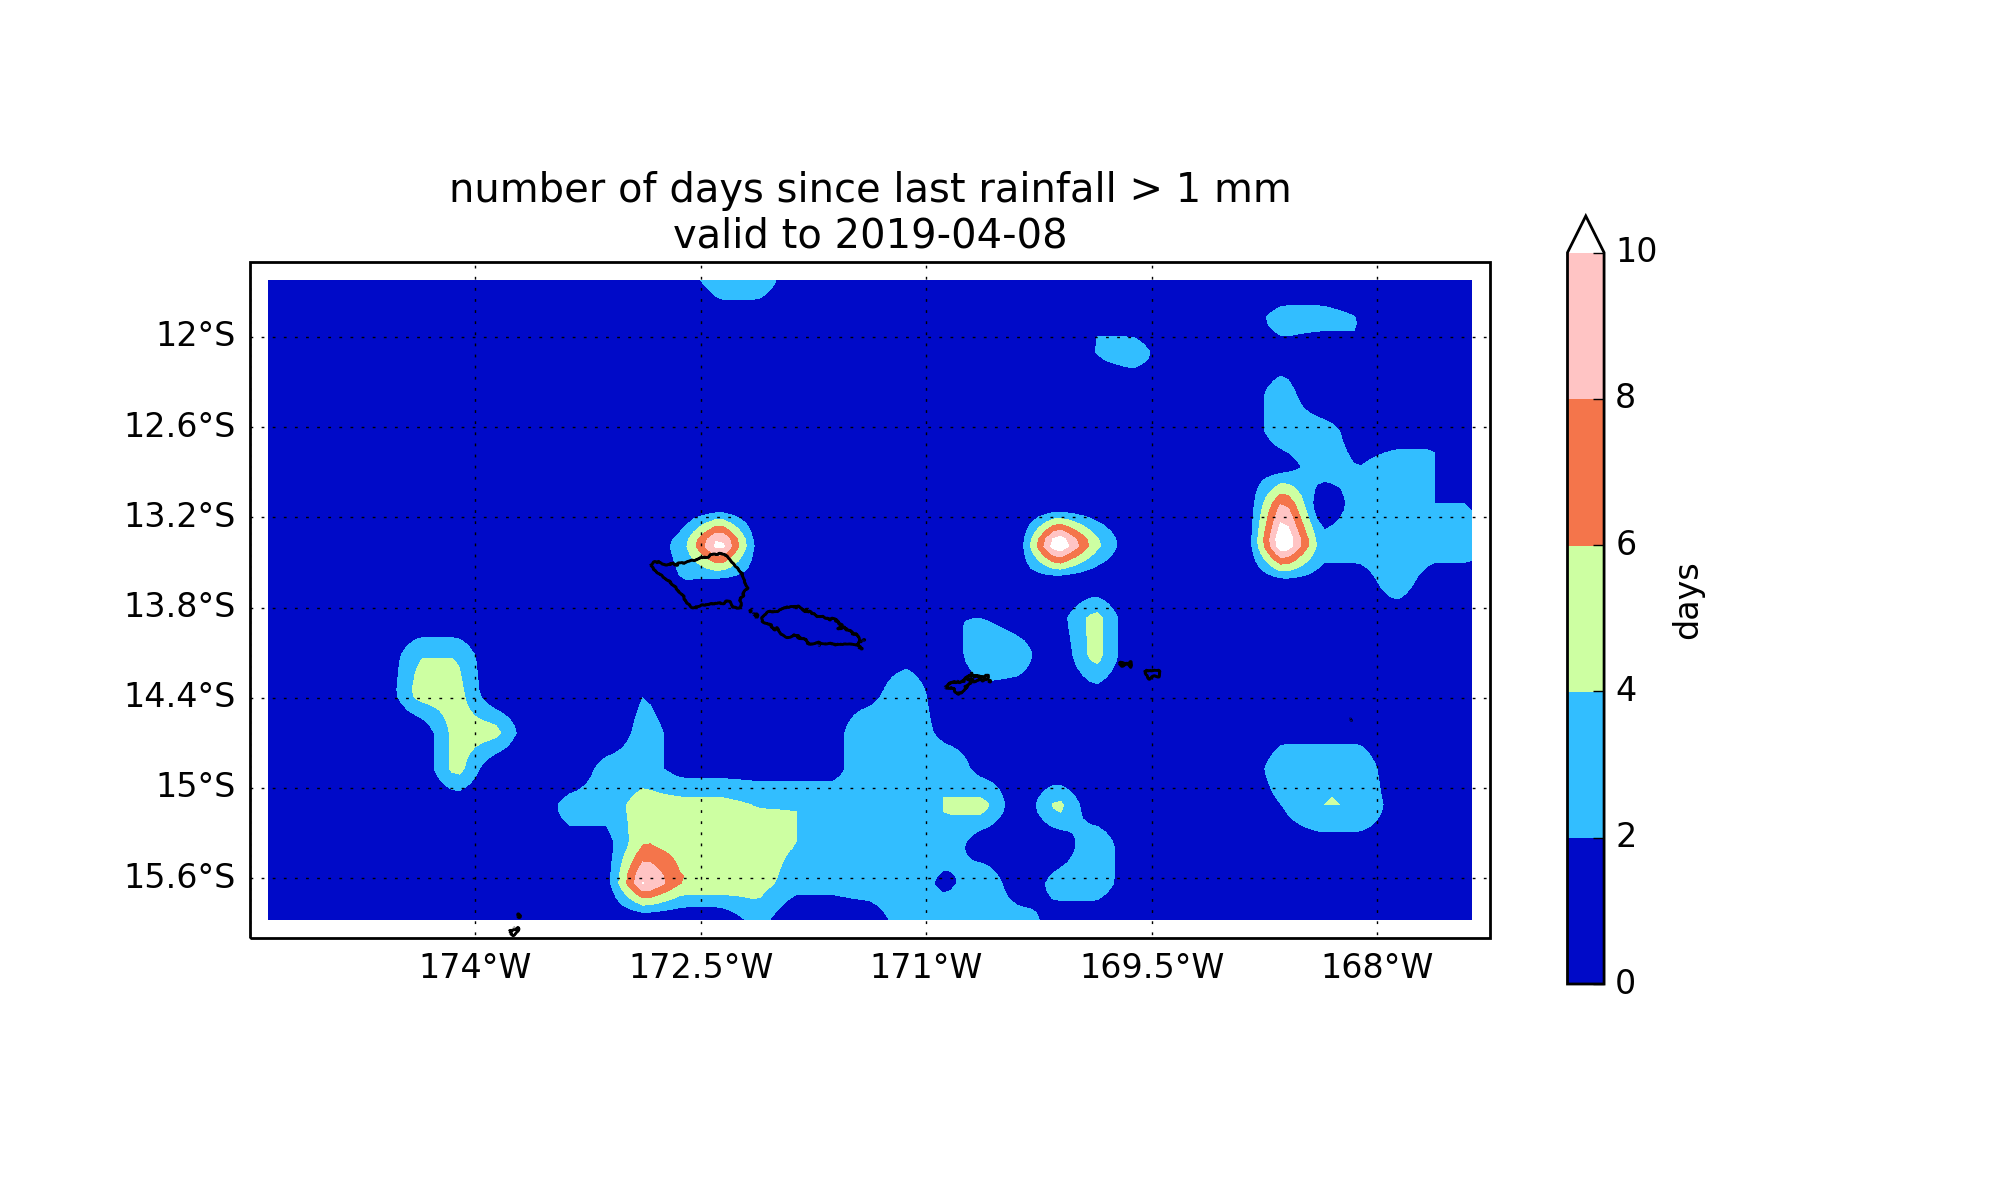 number of days since last rainfall > 1 mm
valid to 2019-04-08
12°S
12.6°S
13.2°S
13.8°S
14.4°S
15°S
15.6°S
174°W
172.5°W
171°W
169.5°W
168°W
10
8
6
4
2
0
days